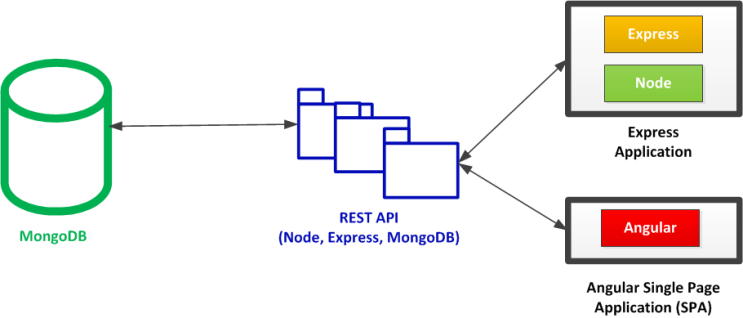 MongoDB
REST API
(Node, Express, MongoDB)
Express
Node
Express
Application
Angular
Angular Single Page
Application (SPA)